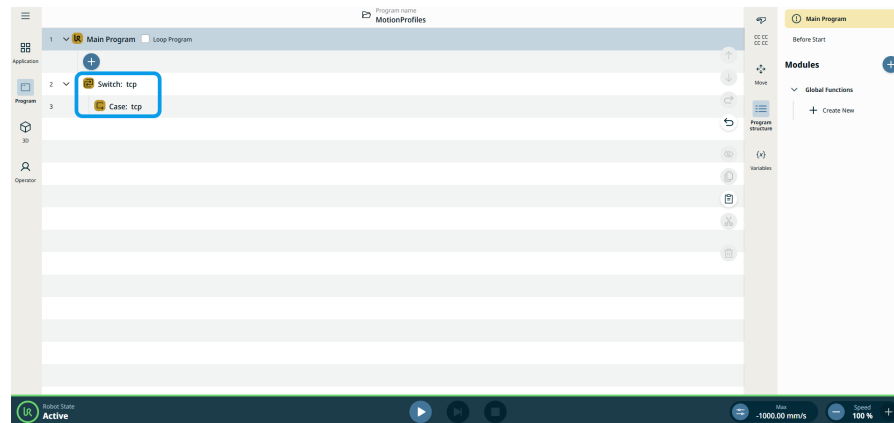 Program name
MotionProfiles
Main Program
CC CC
CC CC
1 Main Program Loop Program
Before Start
Application
Modules
2 Switch: tcp
Move
Global Functions
Program
3 Case: tcp
Create New
Program
structure
3D
{x}
Variables
Operator
Robot State
Active
Max
-1000.00 mm/s
Speed
100 %